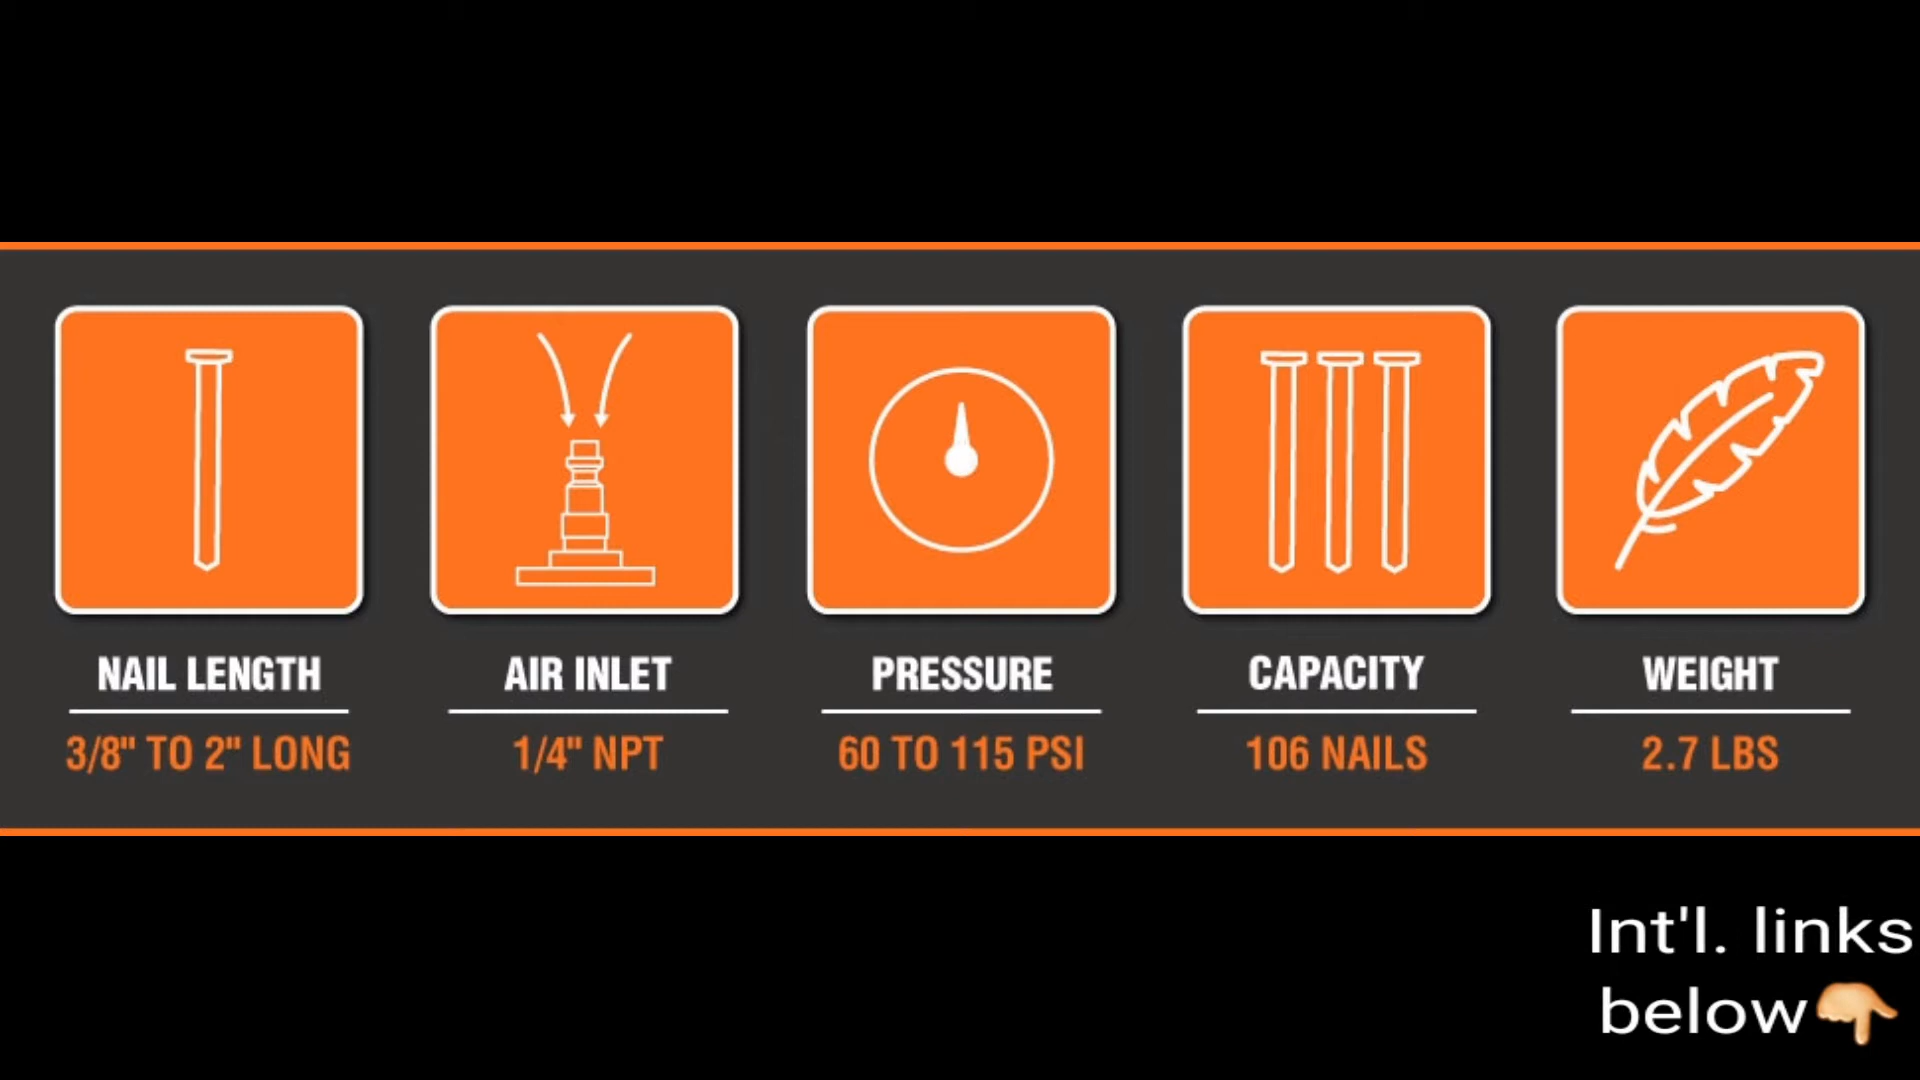 NAIL LENGTH
3/8" TO 2" LONG
AIR INLET
1/4" NPT
PRESSURE
60 TO 115 PSI
CAPACITY
106 NAILS
WEIGHT
2.7 LBS
Int'l. links
below👇🏼